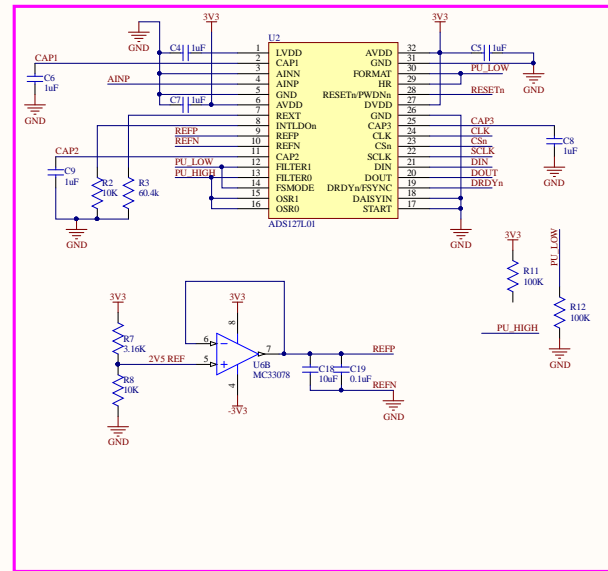 3V3
3V3
U2
GND
C4 1uF
1
LVDD
AVDD
32
C5 1uF
CAP1
2
CAP1
GND
31
C6
1uF
3
AINN
FORMAT
30
PU_LOW
AINP
4
AINP
HR
29
GND
5
GND
RESETn/PWDNn
28
RESETn
GND
C7 1uF
6
AVDD
DVDD
27
7
REXT
GND
26
8
INTLDOn
CAP3
25
CAP3
REFP
9
REFP
CLK
24
CLK
REFN
10
REFN
CSn
23
CSn
C8
1uF
CAP2
11
CAP2
SCLK
22
SCLK
PU_LOW
12
FILTER1
DIN
21
DIN
PU_HIGH
13
FILTER0
DOUT
20
DOUT
GND
C9
1uF
R2
10K
R3
60.4k
14
FSMODE
DRDYn/FSYNC
19
DRDYn
15
OSR1
DAISYIN
18
16
OSR0
START
17
ADS127L01
GND
GND
3V3
PU_LOW
R11
100K
R12
100K
PU_HIGH
GND
3V3
3V3
R7
3.16K
8
6
7
REFP
2V5 REF
5
U6B
MC33078
C18
10uF
C19
0.1uF
R8
10K
4
REFN
-3V3
GND
GND